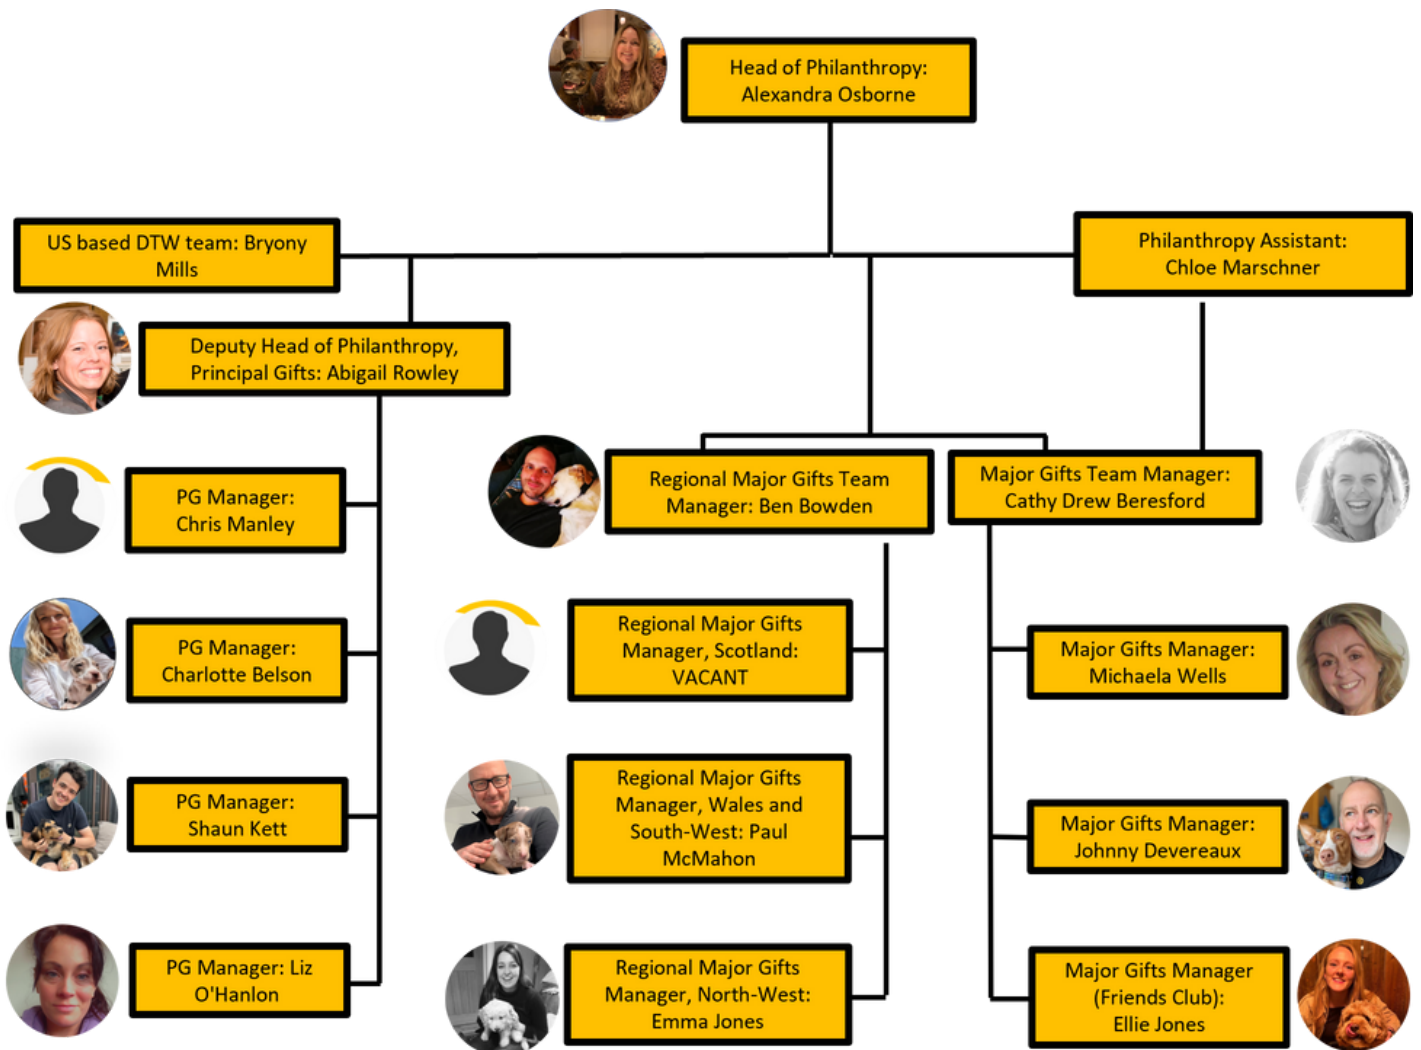 Head of Philanthropy:
Alexandra Osborne
US based DTW team: Bryony
Mills
Philanthropy Assistant:
Chloe Marschner
Deputy Head of Philanthropy,
Principal Gifts: Abigail Rowley
Regional Major Gifts Team
Manager: Ben Bowden
Major Gifts Team Manager:
Cathy Drew Beresford
PG Manager:
Chris Manley
Regional Major Gifts
Manager, Scotland:
VACANT
PG Manager:
Charlotte Belson
Major Gifts Manager:
Michaela Wells
PG Manager:
Shaun Kett
Regional Major Gifts
Manager, Wales and
South-West: Paul
McMahon
Major Gifts Manager:
Johnny Devereaux
PG Manager: Liz
O'Hanlon
Regional Major Gifts
Manager, North-West:
Emma Jones
Major Gifts Manager
(Friends Club):
Ellie Jones